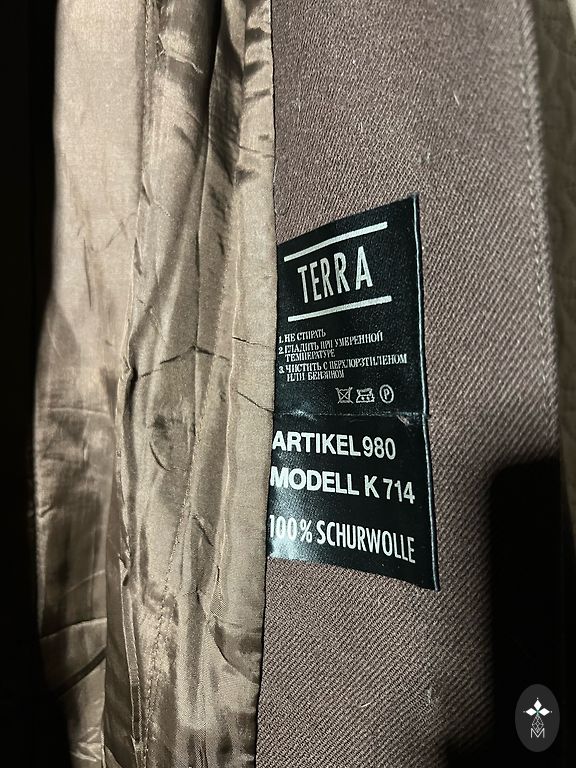 TERRA
1. НЕ СТИРАТЬ
2. ГЛАДИТЬ ПРИ УМЕРЕННОЙ
ТЕМПЕРАТУРЕ
3. ЧИСТИТЬ С ПЕРХЛОРЭТИЛЕНОМ
ИЛИ БЕНЗИНОМ
P
ARTIKEL 980
MODELL K 714
100% SCHURWOLLE
M